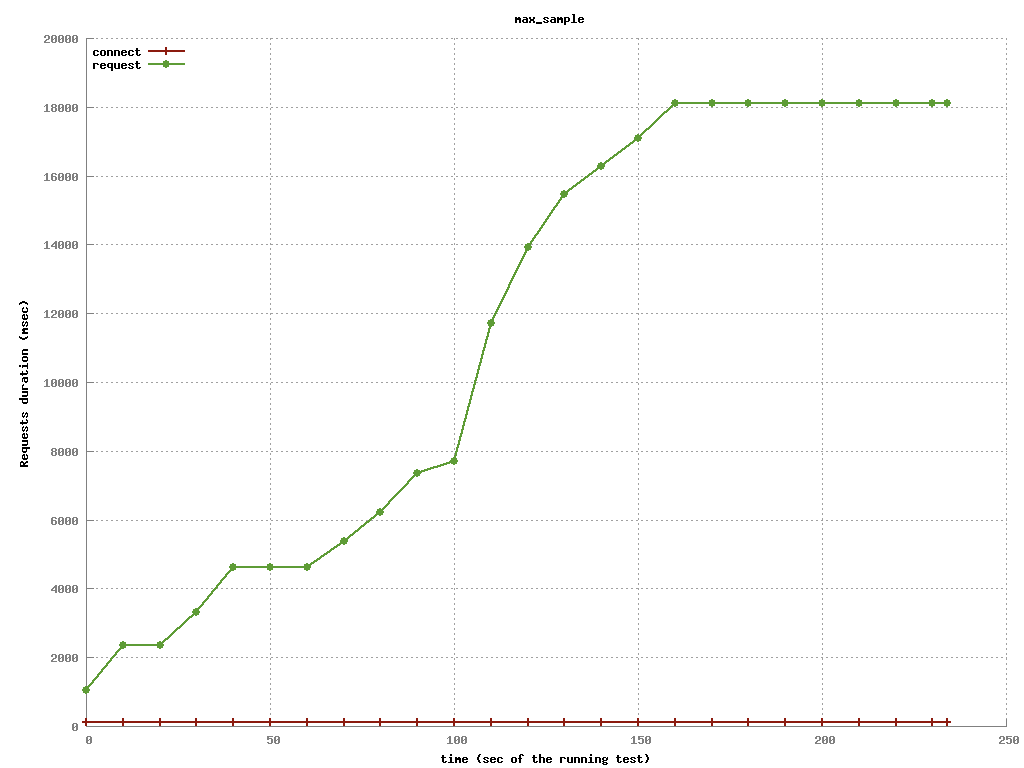 max_sample
connect
request
20000
18000
16000
14000
12000
10000
8000
6000
4000
2000
0
Requests duration (msec)
0 50 100 150 200 250
time (sec of the running test)